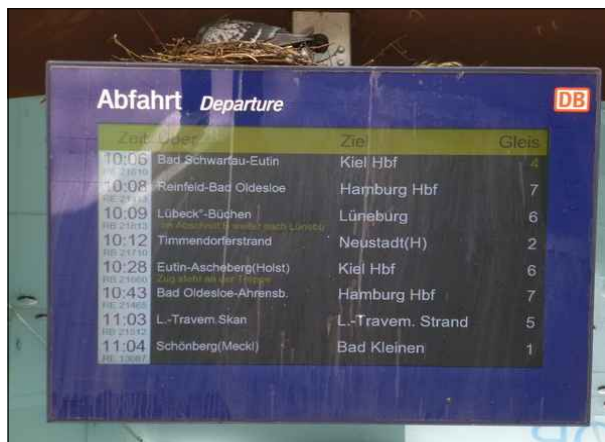 Abfahrt Departure
DB
Zeit Über Ziel Gleis
10:06 Bad Schwartau-Eutin Kiel Hbf 4
10:08 Reinfeld-Bad Oldesloe Hamburg Hbf 7
10:09 Lübeck"-Büchen Lüneburg 6
10:12 Timmendorferstrand Neustadt(H) 2
10:28 Eutin-Ascheberg(Holst) Kiel Hbf 6
Zug steht an der Treppe
10:43 Bad Oldesloe-Ahrensb. Hamburg Hbf 7
11:03 L.-Travem.Skan L.-Travem. Strand 5
11:04 Schönberg(Meckl) Bad Kleinen 1